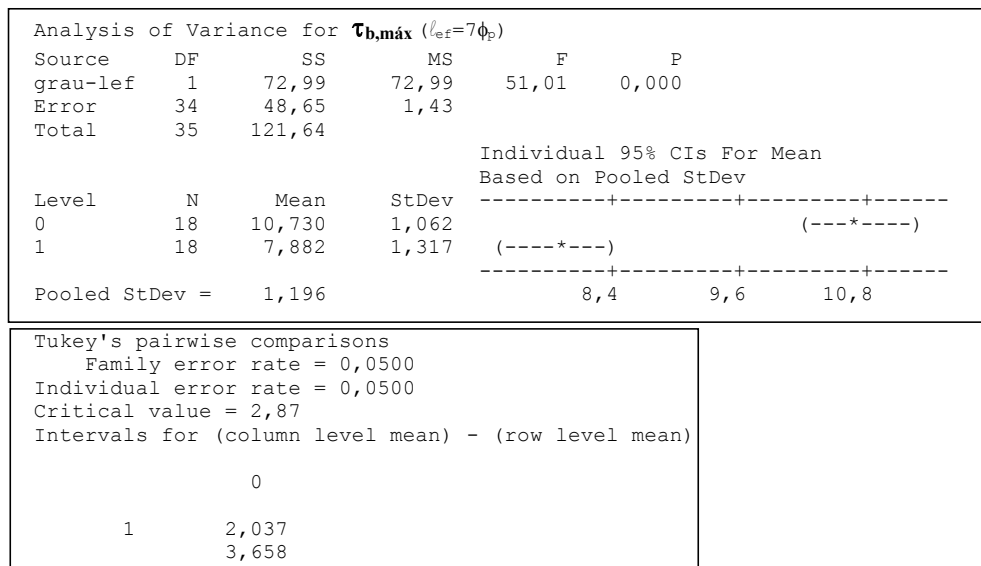 Analysis of Variance for τb,máx (ℓef=7ϕp)
Source DF SS MS F P
grau-lef 1 72,99 72,99 51,01 0,000
Error 34 48,65 1,43
Total 35 121,64
Individual 95% CIs For Mean
Based on Pooled StDev
Level N Mean StDev ----------+---------+---------+------
0 18 10,730 1,062 (---*----)
1 18 7,882 1,317 (----*---)
----------+---------+---------+------
Pooled StDev = 1,196 8,4 9,6 10,8
Tukey's pairwise comparisons
Family error rate = 0,0500
Individual error rate = 0,0500
Critical value = 2,87
Intervals for (column level mean) - (row level mean)
0
1 2,037
3,658